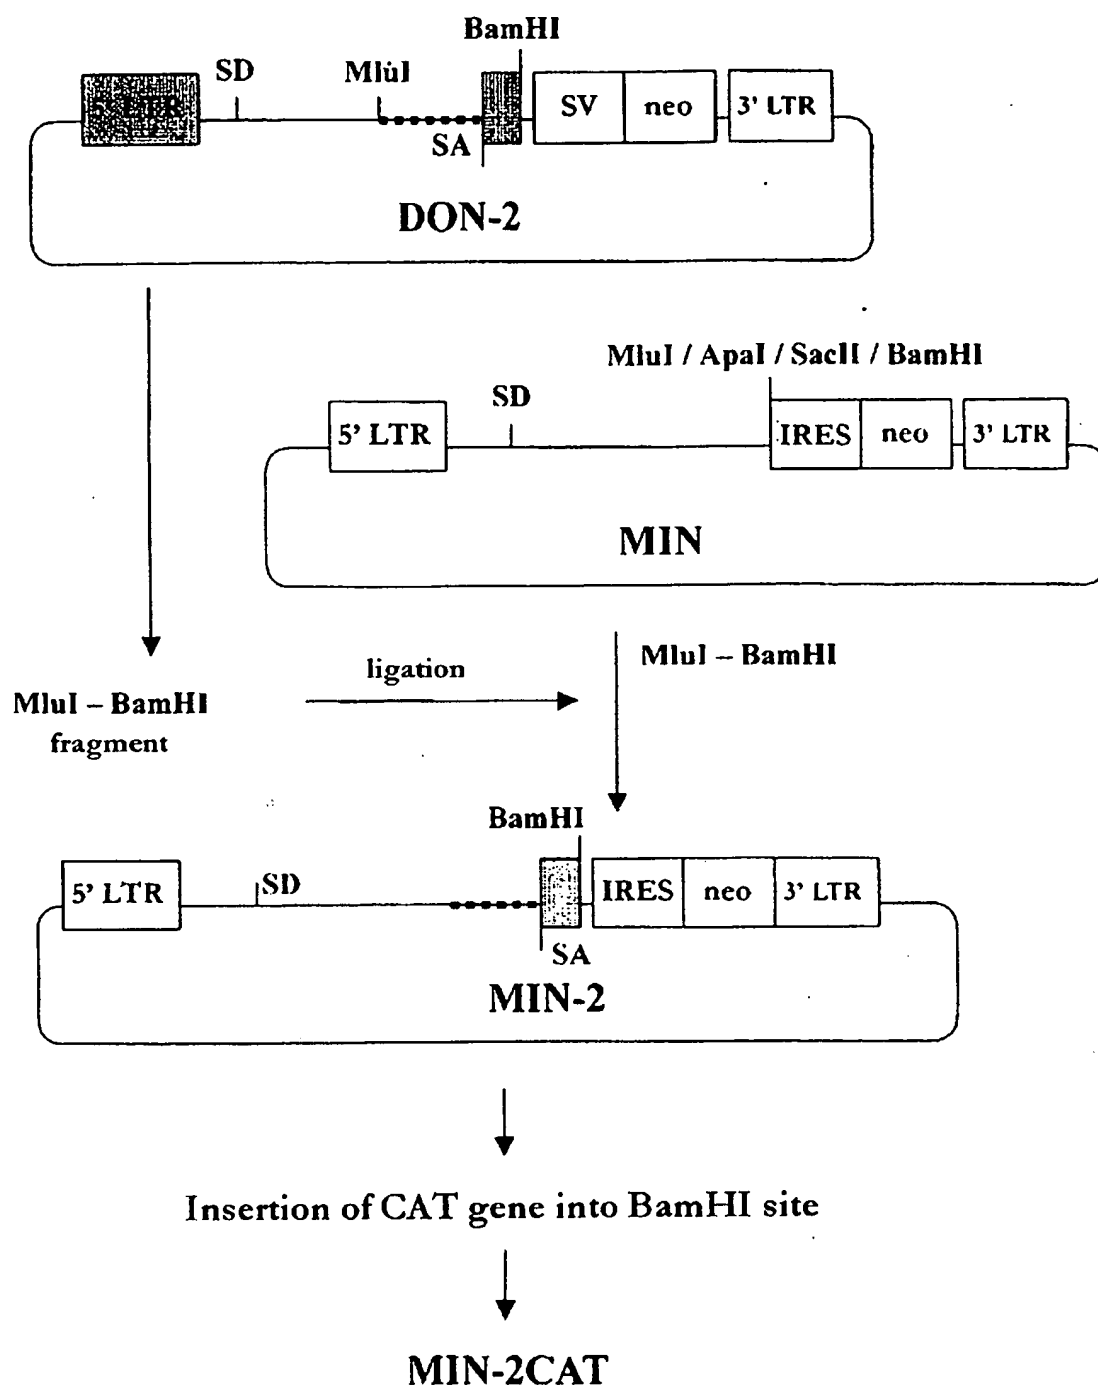 BamHI
SD
MluI
5' LTR
SV
neo
3' LTR
SA
DON-2
MluI / ApaI / SacII / BamHI
SD
5' LTR
IRES
neo
3' LTR
MIN
MluI – BamHI
ligation
MluI – BamHI
fragment
BamHI
5' LTR
SD
IRES
neo
3' LTR
SA
MIN-2
Insertion of CAT gene into BamHI site
MIN-2CAT